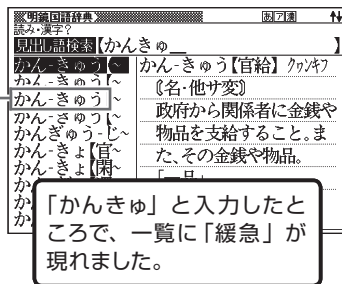 明鏡国語辞典
あア漢
読み・漢字?
見出し語検索【かんきゅ＿ 】
かん‐きゅう【~
かん‐きゅう【~
かん‐きゅう【~
かん‐きゅう【~
かんぎゅう‐じ~
かん‐きょ【官~
かん‐きょ【閑~
かん‐きゅう【官給】クヮンキフ
〘名・他サ変〙
政府から関係者に金銭や
物品を支給すること。ま
た、その金銭や物品。
「かんきゅ」と入力したと
ころで、一覧に「緩急」が
現れました。